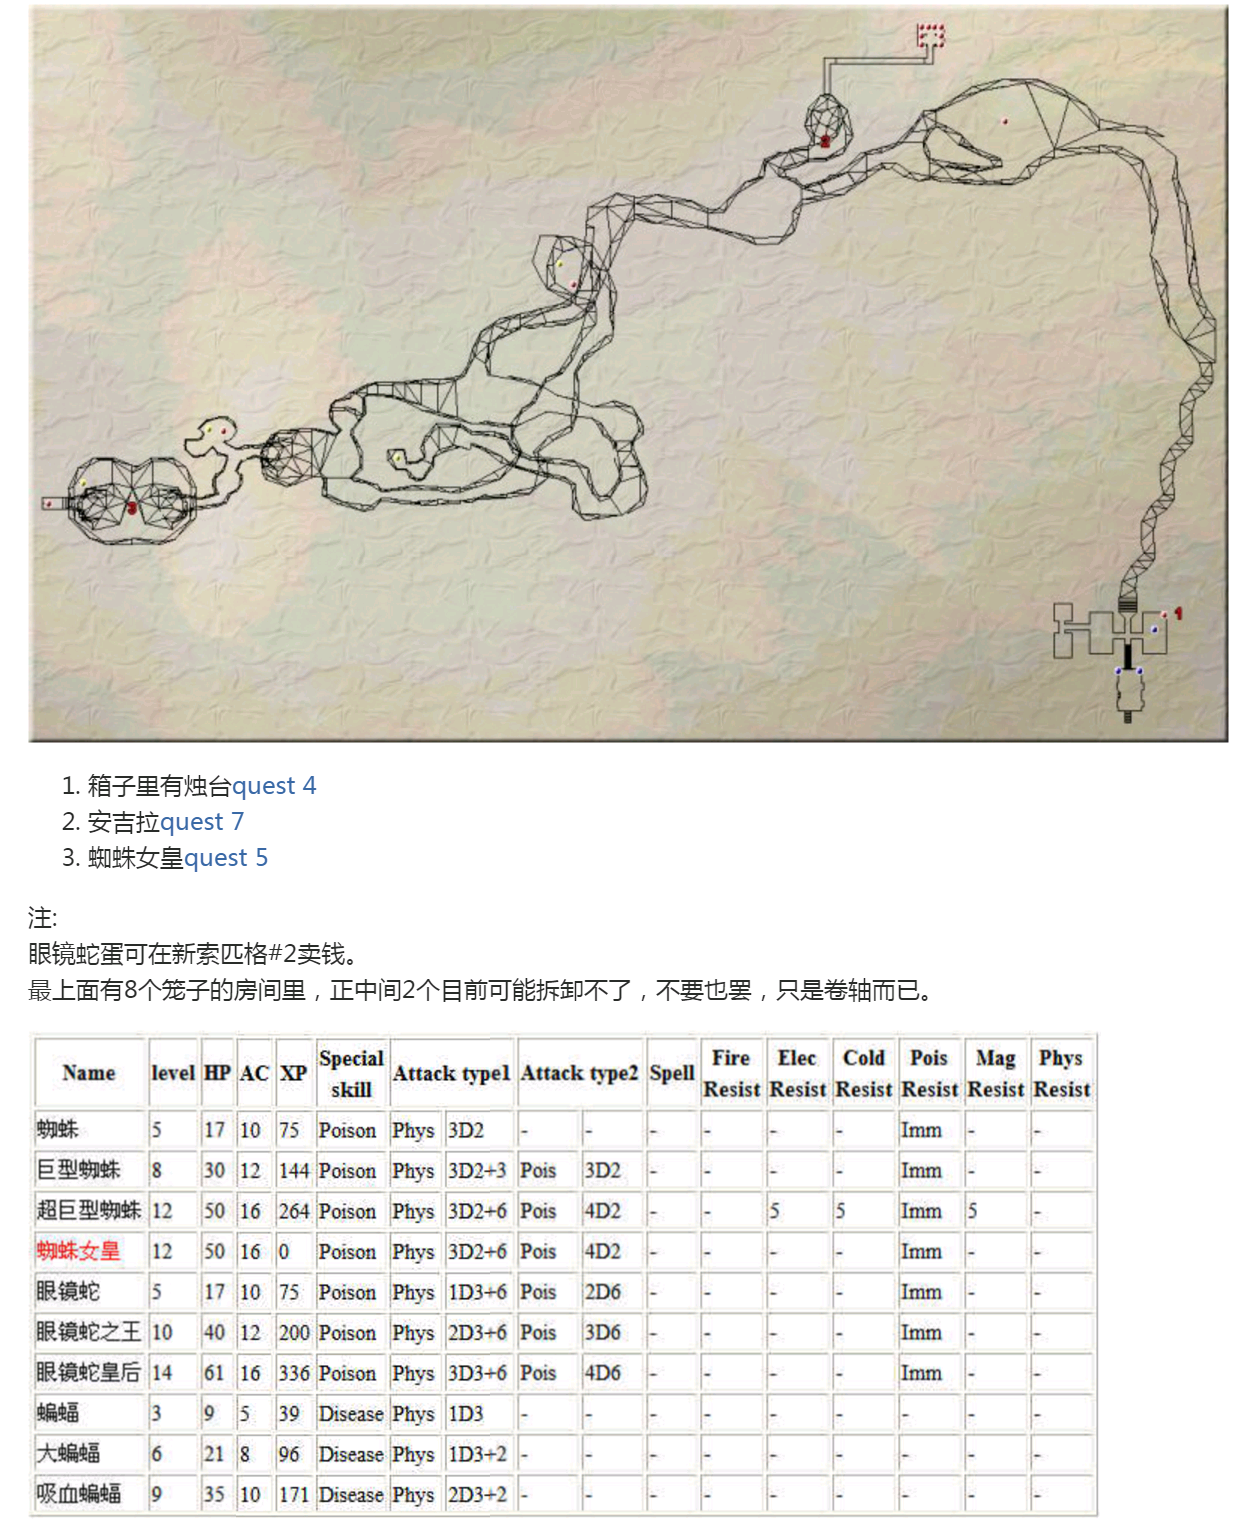 2
3
1
1. 箱子里有烛台quest 4
2. 安吉拉quest 7
3. 蜘蛛女皇quest 5
注:
眼镜蛇蛋可在新索匹格#2卖钱。
最上面有8个笼子的房间里，正中间2个目前可能拆卸不了，不要也罢，只是卷轴而已。
Name level HP AC XP Special skill Attack type1 Attack type2 Spell Fire Resist Elec Resist Cold Resist Pois Resist Mag Resist Phys Resist
蜘蛛 5 17 10 75 Poison Phys 3D2 - - - - - - Imm - -
巨型蜘蛛 8 30 12 144 Poison Phys 3D2+3 Pois 3D2 - - - - Imm - -
超巨型蜘蛛 12 50 16 264 Poison Phys 3D2+6 Pois 4D2 - - 5 5 Imm 5 -
蜘蛛女皇 12 50 16 0 Poison Phys 3D2+6 Pois 4D2 - - - - Imm - -
眼镜蛇 5 17 10 75 Poison Phys 1D3+6 Pois 2D6 - - - - Imm - -
眼镜蛇之王 10 40 12 200 Poison Phys 2D3+6 Pois 3D6 - - - - Imm - -
眼镜蛇皇后 14 61 16 336 Poison Phys 3D3+6 Pois 4D6 - - - - Imm - -
蝙蝠 3 9 5 39 Disease Phys 1D3 - - - - - - - - -
大蝙蝠 6 21 8 96 Disease Phys 1D3+2 - - - - - - - - -
吸血蝙蝠 9 35 10 171 Disease Phys 2D3+2 - - - - - - - - -